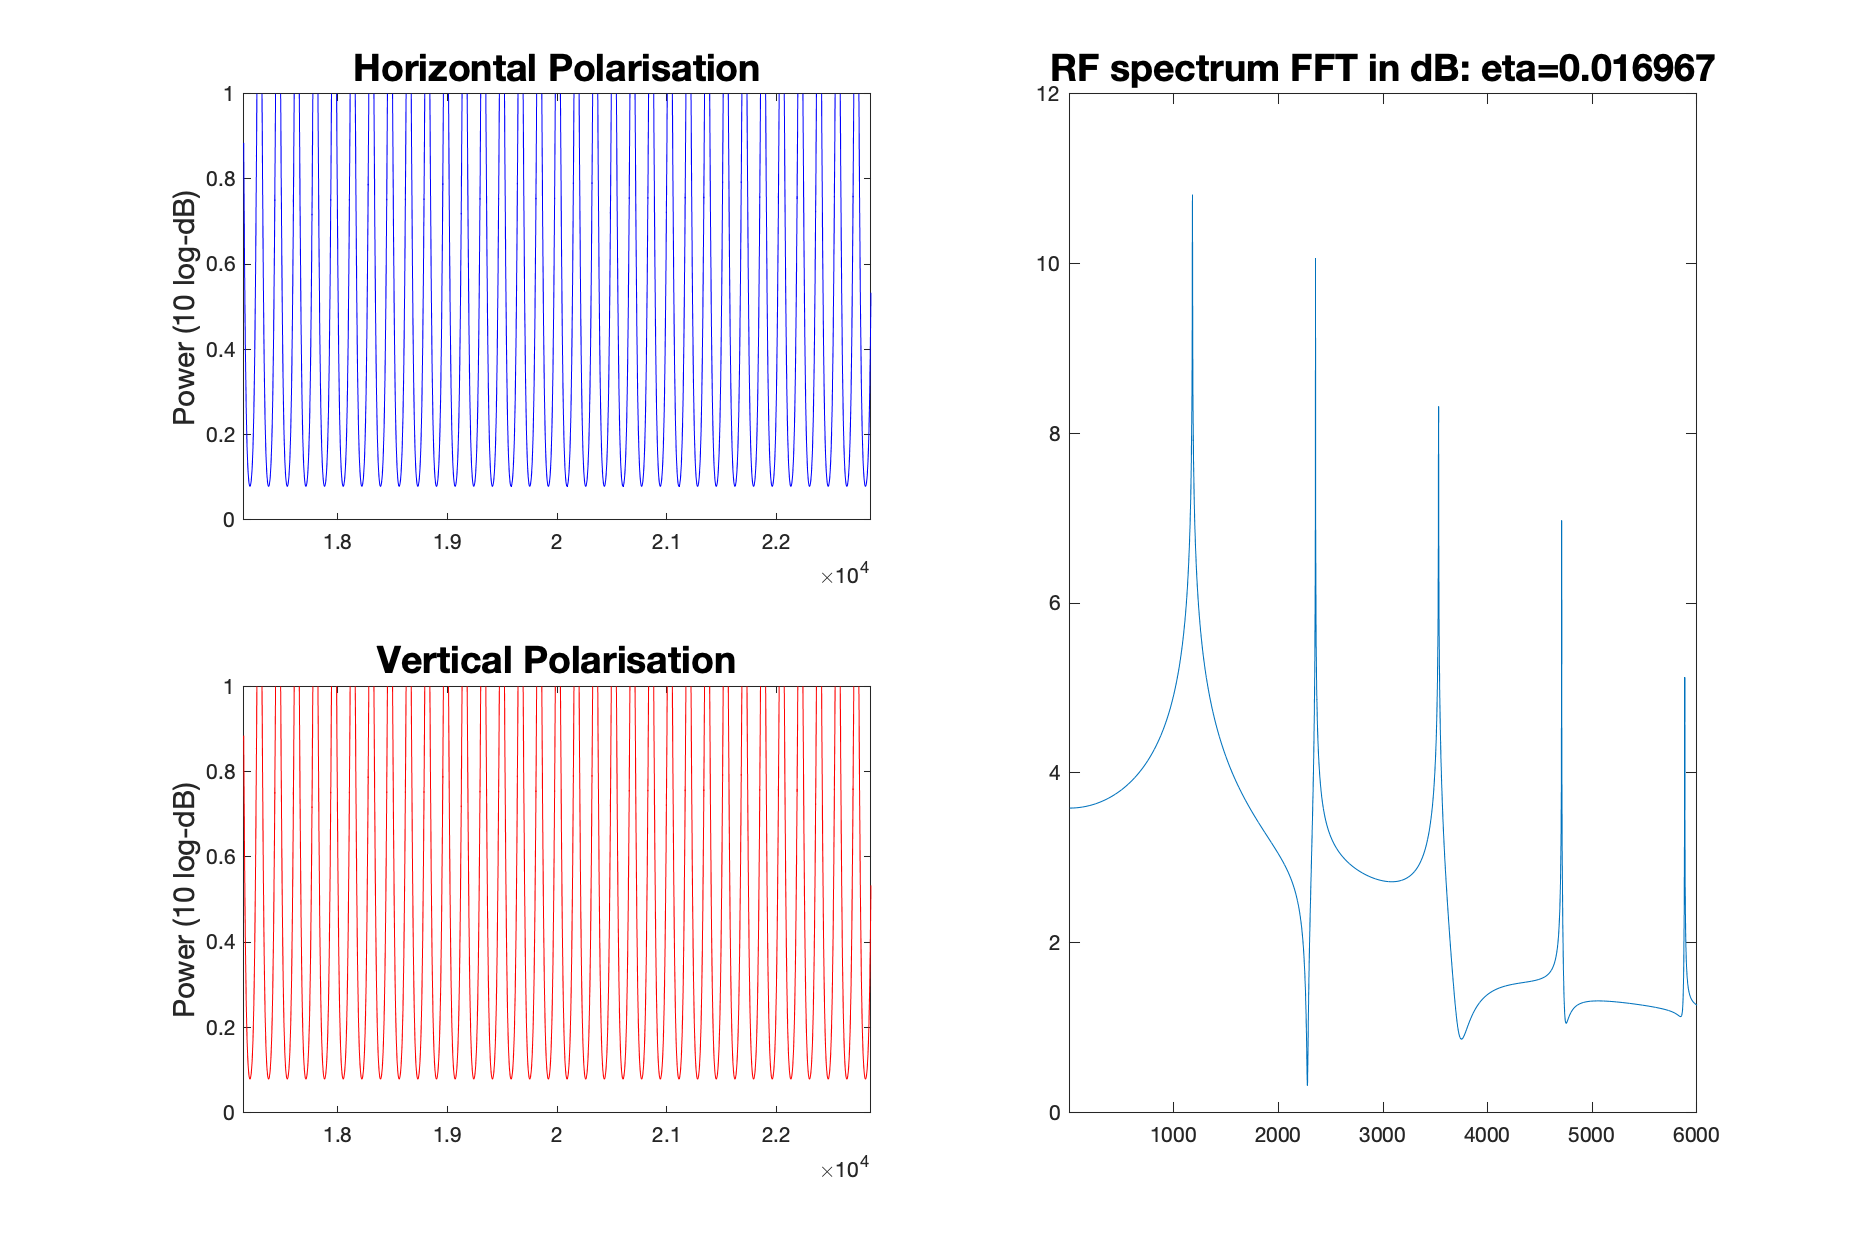 Horizontal Polarisation
Power (10 log-dB)
1
0.8
0.6
0.4
0.2
0
1.8 1.9 2 2.1 2.2
×10^4
Vertical Polarisation
Power (10 log-dB)
1
0.8
0.6
0.4
0.2
0
1.8 1.9 2 2.1 2.2
×10^4
RF spectrum FFT in dB: eta=0.016967
12
10
8
6
4
2
0
1000 2000 3000 4000 5000 6000